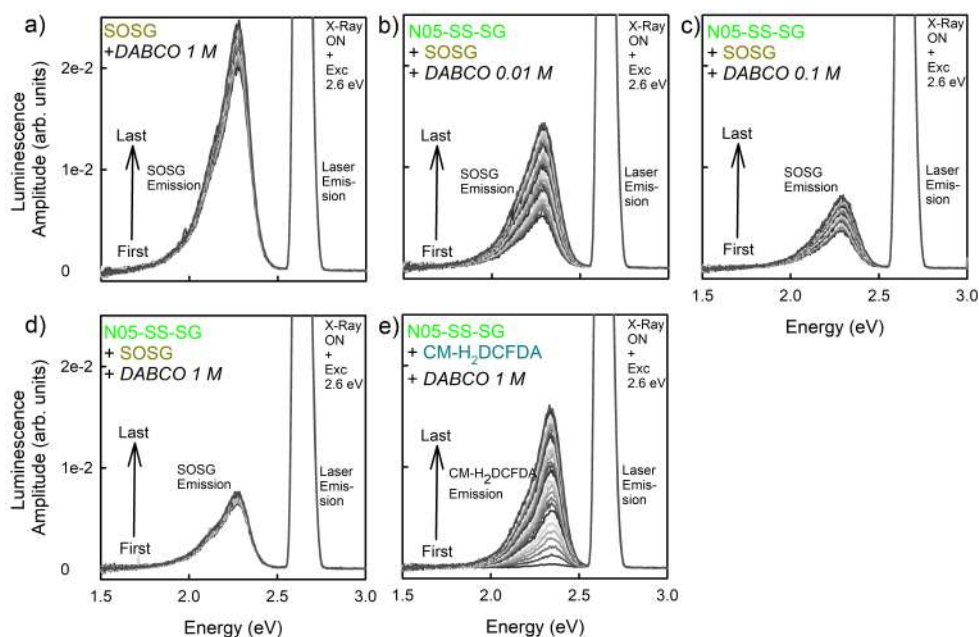 a)
SOSG
+DABCO 1 M
X-Ray
ON
+
Exc
2.6 eV
Last
SOSG
Emission
First
Laser
Emis-
sion
Luminescence
Amplitude (arb. units)
2e-2
1e-2
0
b)
N05-SS-SG
+ SOSG
+ DABCO 0.01 M
X-Ray
ON
+
Exc
2.6 eV
Last
SOSG
Emission
First
Laser
Emis-
sion
c)
N05-SS-SG
+ SOSG
+ DABCO 0.1 M
X-Ray
ON
+
Exc
2.6 eV
Last
SOSG
Emission
First
Laser
Emis-
sion
1.5 2.0 2.5 3.0
Energy (eV)
d)
N05-SS-SG
+ SOSG
+ DABCO 1 M
X-Ray
ON
+
Exc
2.6 eV
Last
SOSG
Emission
First
Laser
Emis-
sion
Luminescence
Amplitude (arb. units)
2e-2
1e-2
0
1.5 2.0 2.5 3.0
Energy (eV)
e)
N05-SS-SG
+ CM-H₂DCFDA
+ DABCO 1 M
X-Ray
ON
+
Exc
2.6 eV
Last
CM-H₂DCFDA
Emission
First
Laser
Emis-
sion
1.5 2.0 2.5 3.0
Energy (eV)